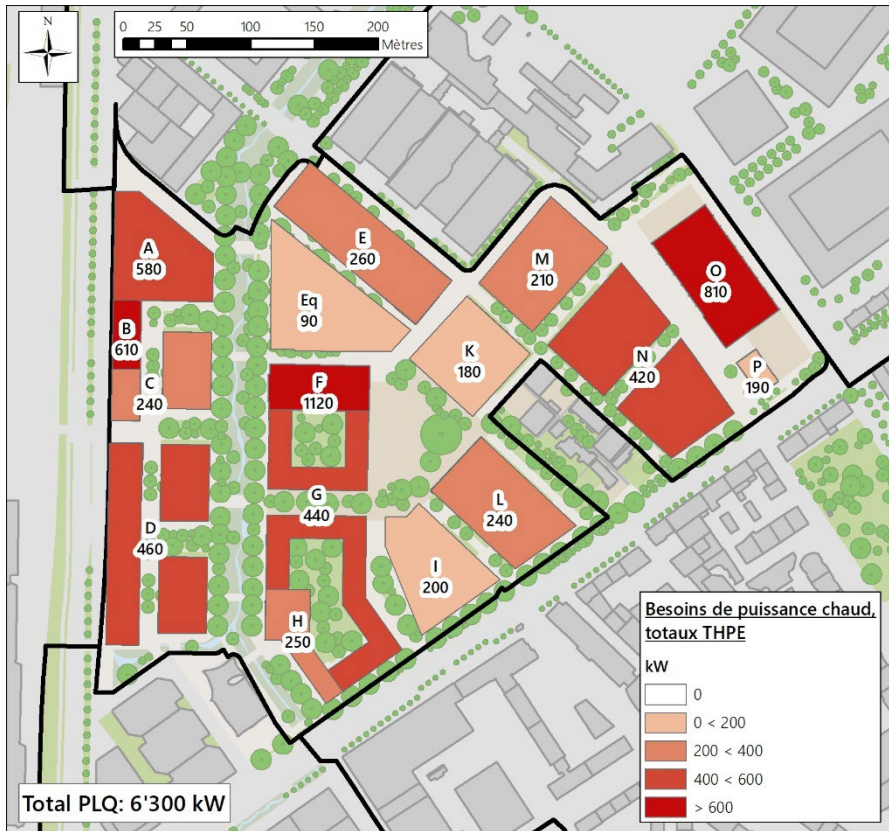 N
0 25 50 100 150 200
Mètres
A
580
E
260
M
210
O
810
Eq
90
B
610
K
180
N
420
P
190
C
240
F
1120
G
440
L
240
D
460
I
200
H
250
Besoins de puissance chaud,
totaux THPE
kW
0
0 < 200
200 < 400
400 < 600
> 600
Total PLQ: 6'300 kW